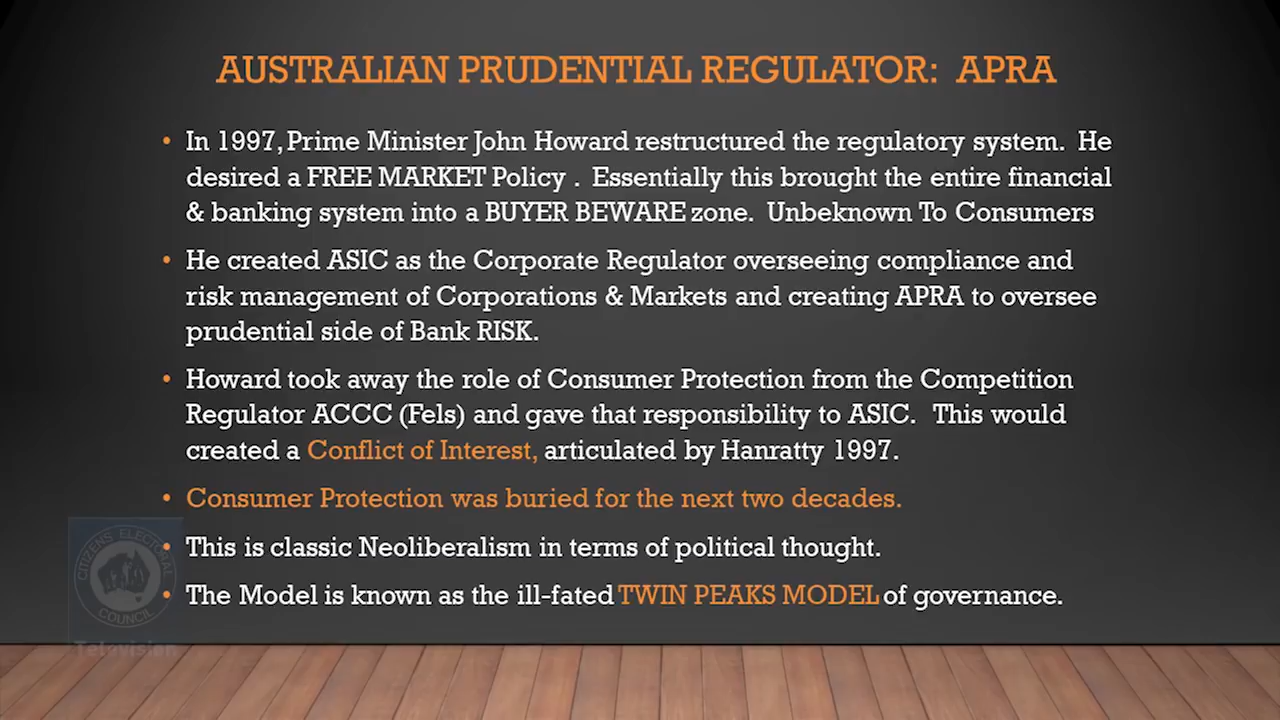 AUSTRALIAN PRUDENTIAL REGULATOR: APRA
• In 1997, Prime Minister John Howard restructured the regulatory system. He
desired a FREE MARKET Policy . Essentially this brought the entire financial
& banking system into a BUYER BEWARE zone. Unbeknown To Consumers
• He created ASIC as the Corporate Regulator overseeing compliance and
risk management of Corporations & Markets and creating APRA to oversee
prudential side of Bank RISK.
• Howard took away the role of Consumer Protection from the Competition
Regulator ACCC (Fels) and gave that responsibility to ASIC. This would
created a Conflict of Interest, articulated by Hanratty 1997.
• Consumer Protection was buried for the next two decades.
• This is classic Neoliberalism in terms of political thought.
• The Model is known as the ill-fated TWIN PEAKS MODEL of governance.
CITIZENS ELECTORAL
COUNCIL
Television